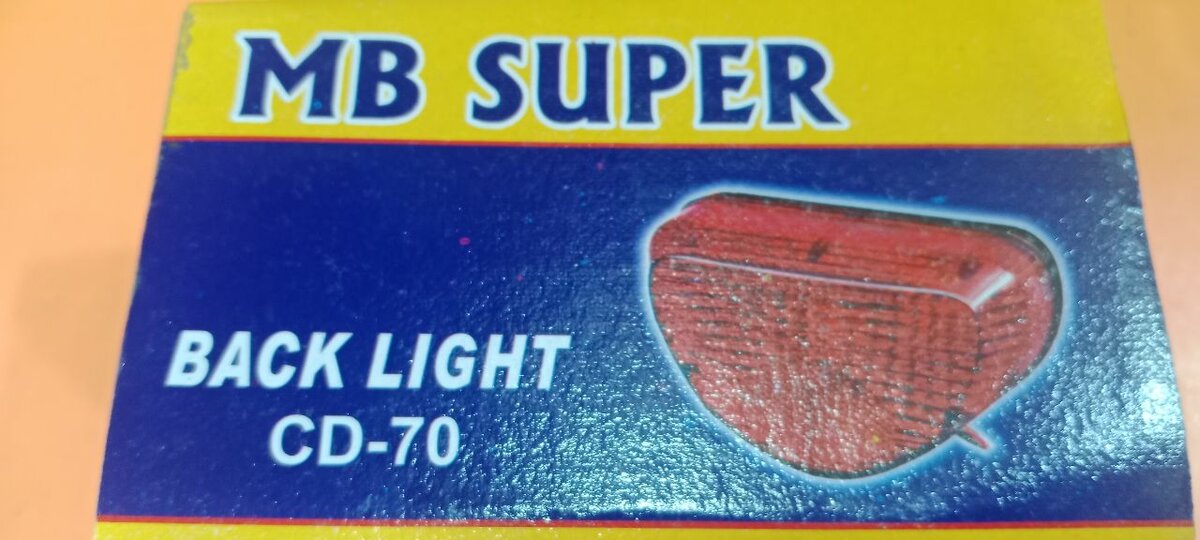 MB SUPER
BACK LIGHT
CD-70